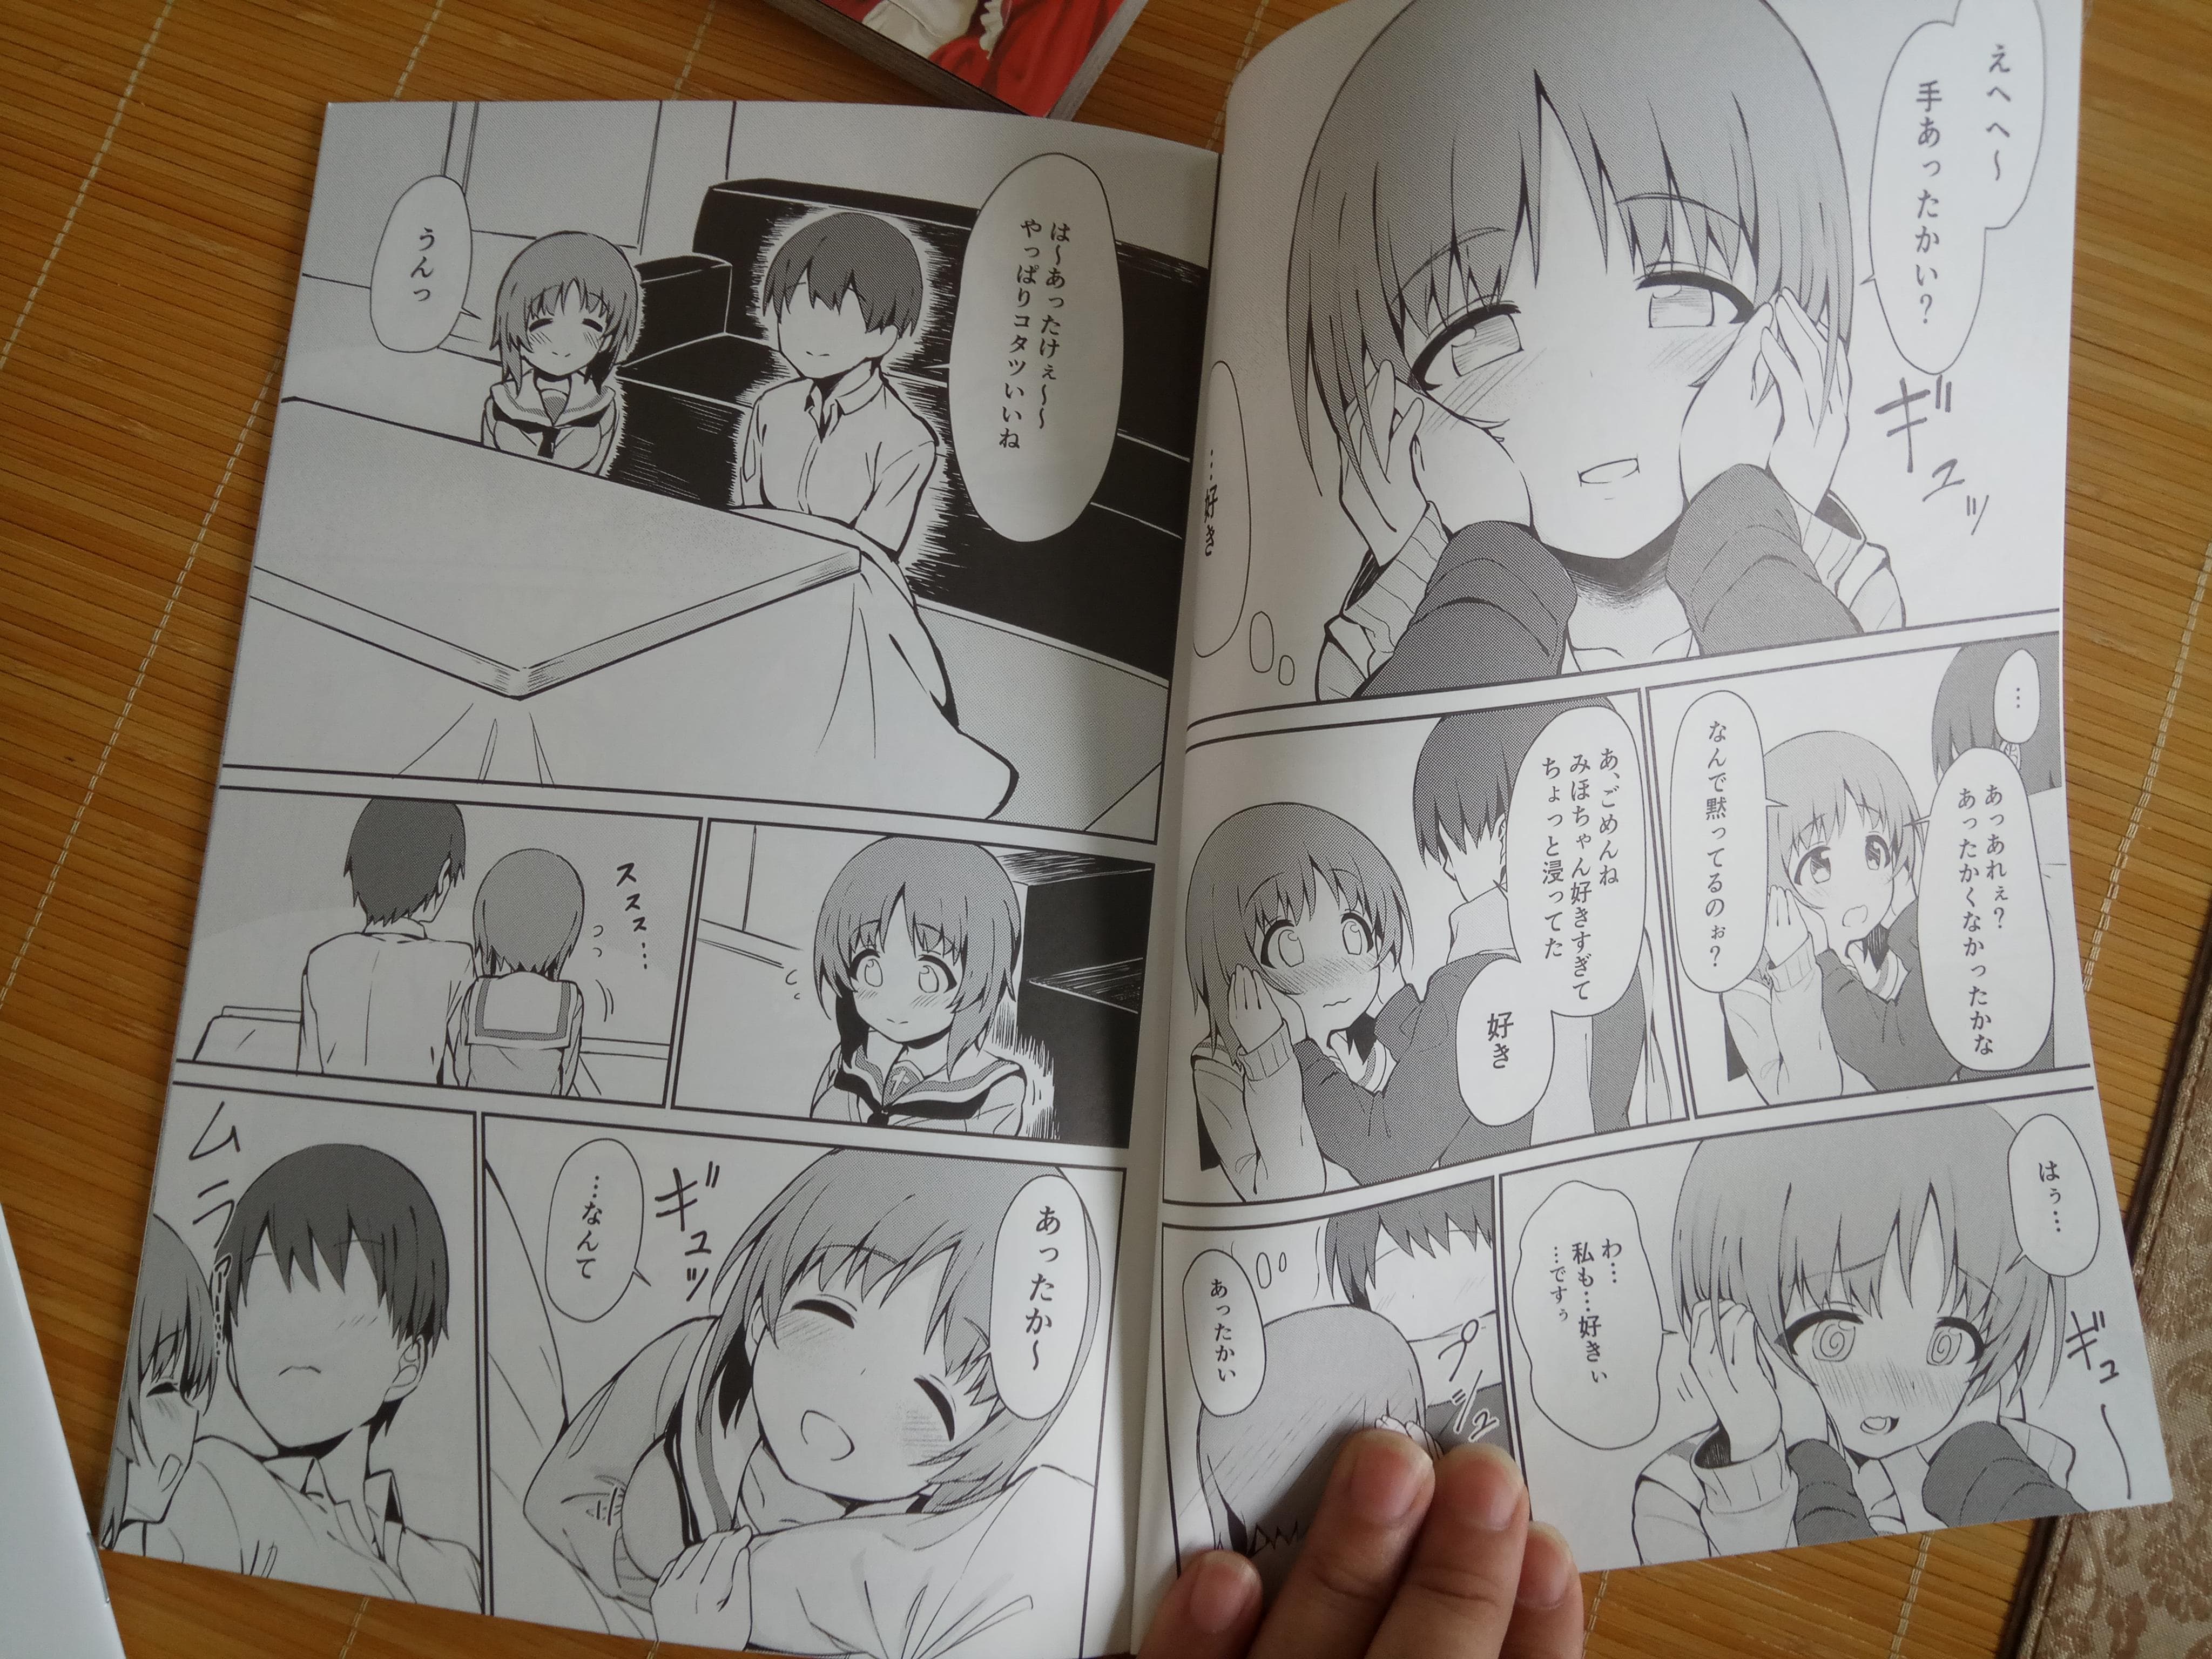 えへへ～
手あったかい？
ギュッ
…好き
…
あっあれぇ？
あったかくなかったかな
なんで黙ってるのぉ？
あ、ごめんね
みほちゃん好きすぎて
ちょっと浸ってた
好き
はぅ…
ギュ～
わ…
私も…好きぃ
…ですぅ
あったかい
プシュ
は～あったけぇ～～
やっぱりコタツいいね
うんっ
ススス…
あったか～
ギュッ
…なんて
ムラァ……